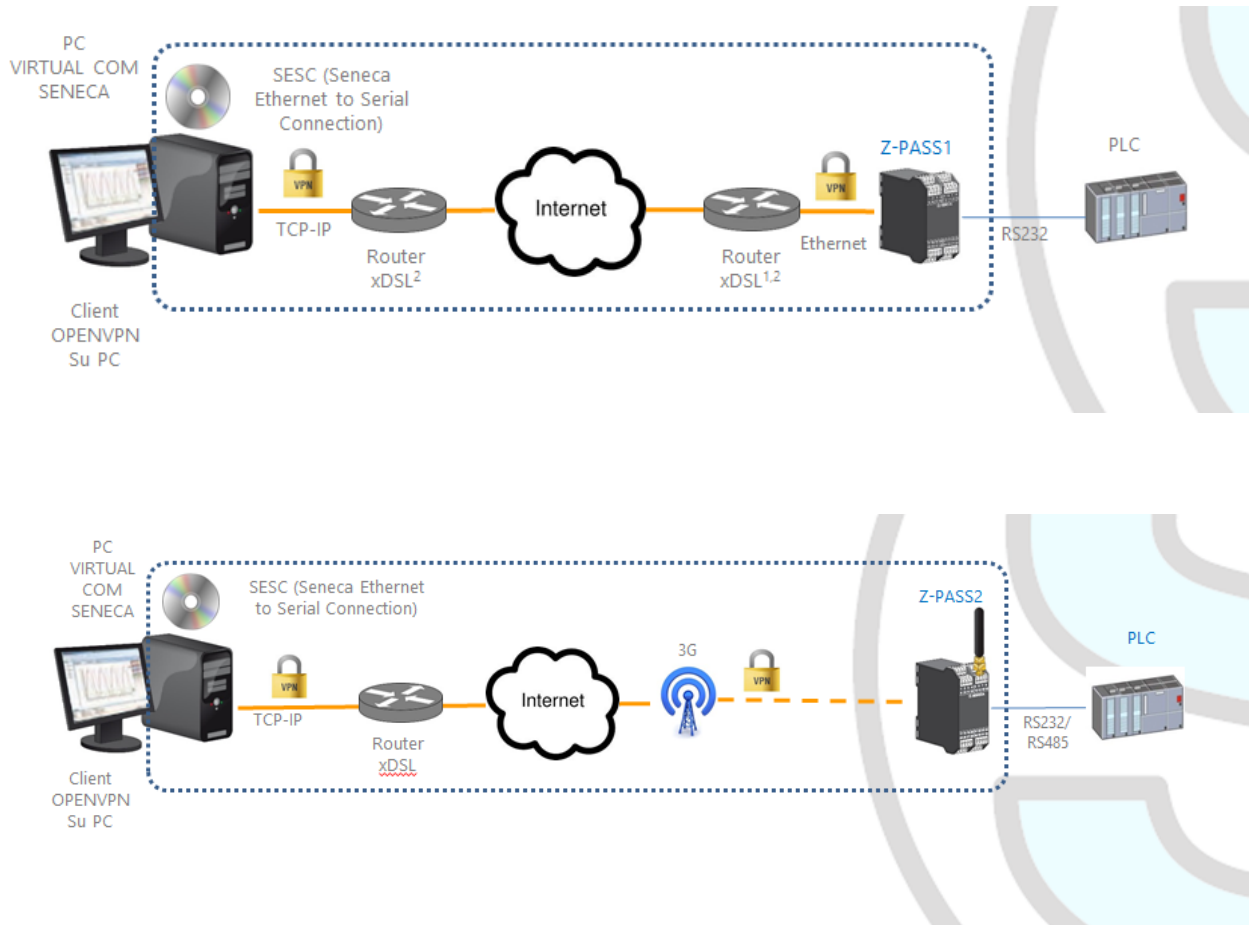 PC
VIRTUAL COM
SENECA
SESC (Seneca
Ethernet to Serial
Connection)
VPN
TCP-IP
Router
xDSL²
Internet
VPN
Router
xDSL¹,²
Ethernet
Z-PASS1
RS232
PLC
Client
OPENVPN
Su PC
PC
VIRTUAL
COM
SENECA
SESC (Seneca Ethernet
to Serial Connection)
VPN
TCP-IP
Router
xDSL
Internet
3G
VPN
Z-PASS2
RS232/
RS485
PLC
Client
OPENVPN
Su PC